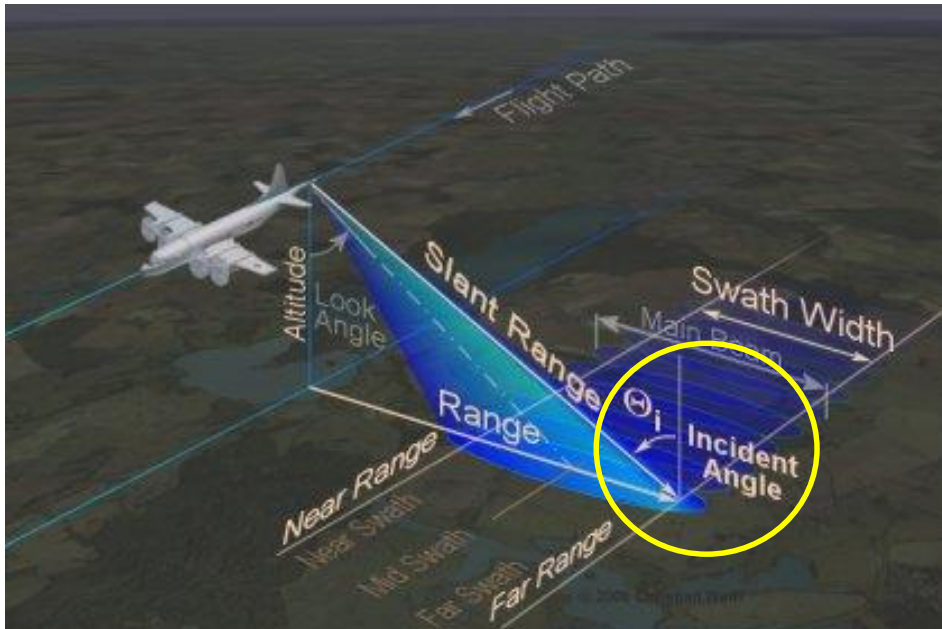 Flight Path
Altitude
Look
Angle
Slant Range
Swath Width
Main Beam
Range
Θi
Incident
Angle
Near Range
Near Swath
Mid Swath
Far Swath
Far Range
2008